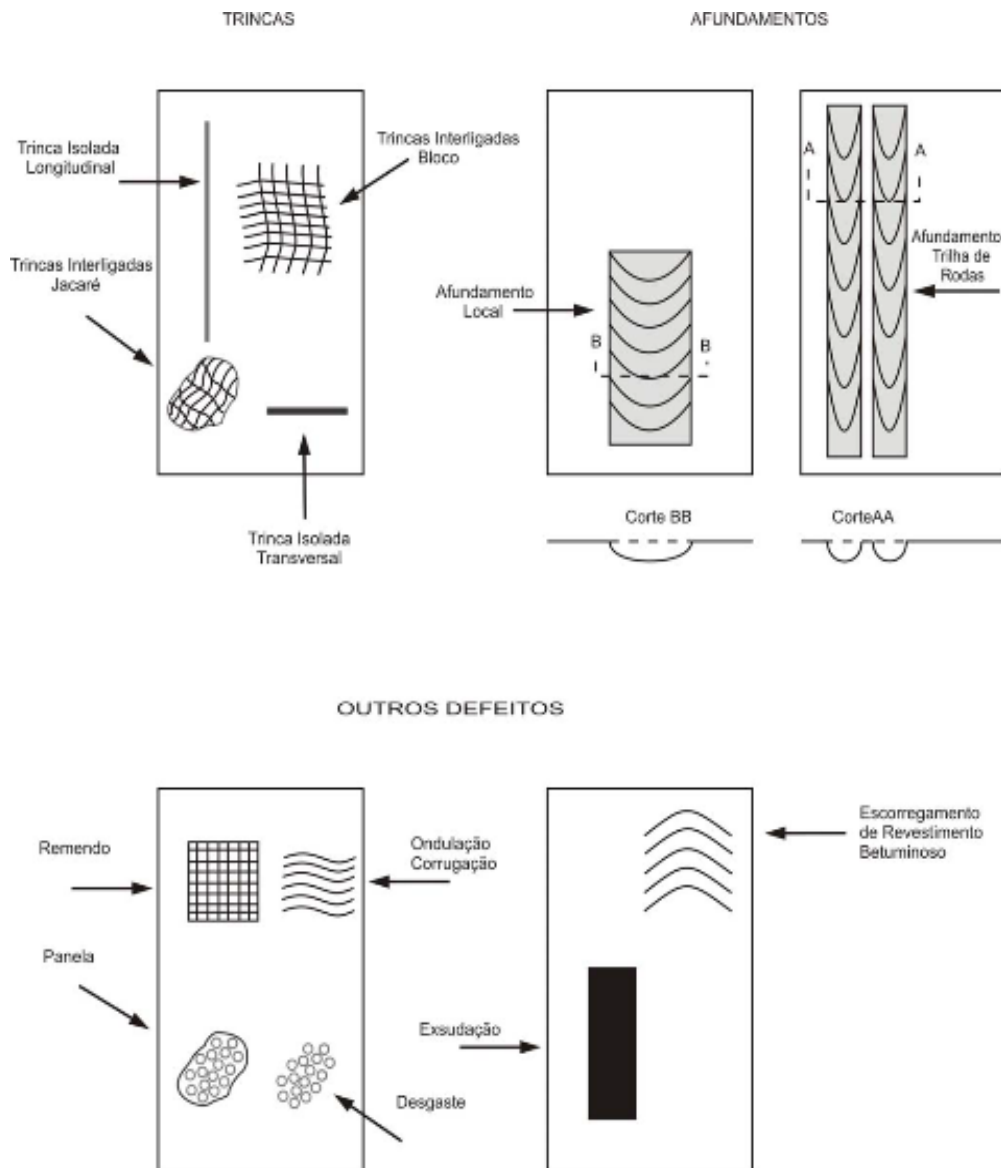 TRINCAS
AFUNDAMENTOS
Trinca Isolada
Longitudinal
Trincas Interligadas
Bloco
Trincas Interligadas
Jacaré
Trinca Isolada
Transversal
Afundamento
Local
B
B
Corte BB
A
A
Afundamento
Trilha de
Rodas
CorteAA
OUTROS DEFEITOS
Remendo
Ondulação
Corrugação
Panela
Desgaste
Escorregamento
de Revestimento
Betuminoso
Exsudação